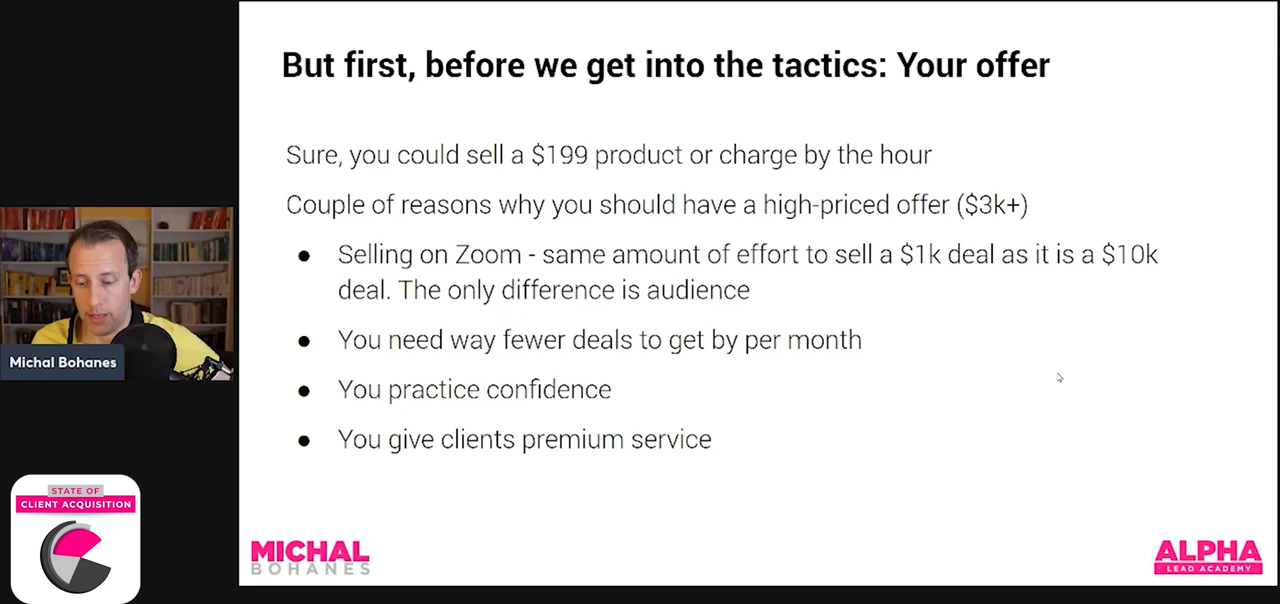 But first, before we get into the tactics: Your offer
Sure, you could sell a $199 product or charge by the hour
Couple of reasons why you should have a high-priced offer ($3k+)
● Selling on Zoom - same amount of effort to sell a $1k deal as it is a $10k
deal. The only difference is audience
● You need way fewer deals to get by per month
● You practice confidence
● You give clients premium service
Michal Bohanes
STATE OF
CLIENT ACQUISITION
MICHAL
BOHANES
ALPHA
LEAD ACADEMY